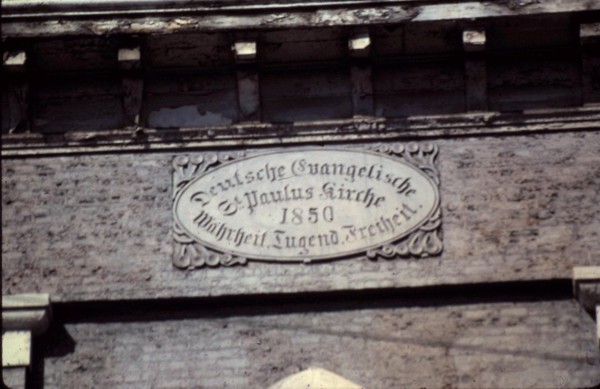 Deutsche Evangelische
St Paulus Kirche
1850
Wahrheit. Tugend. Freiheit.